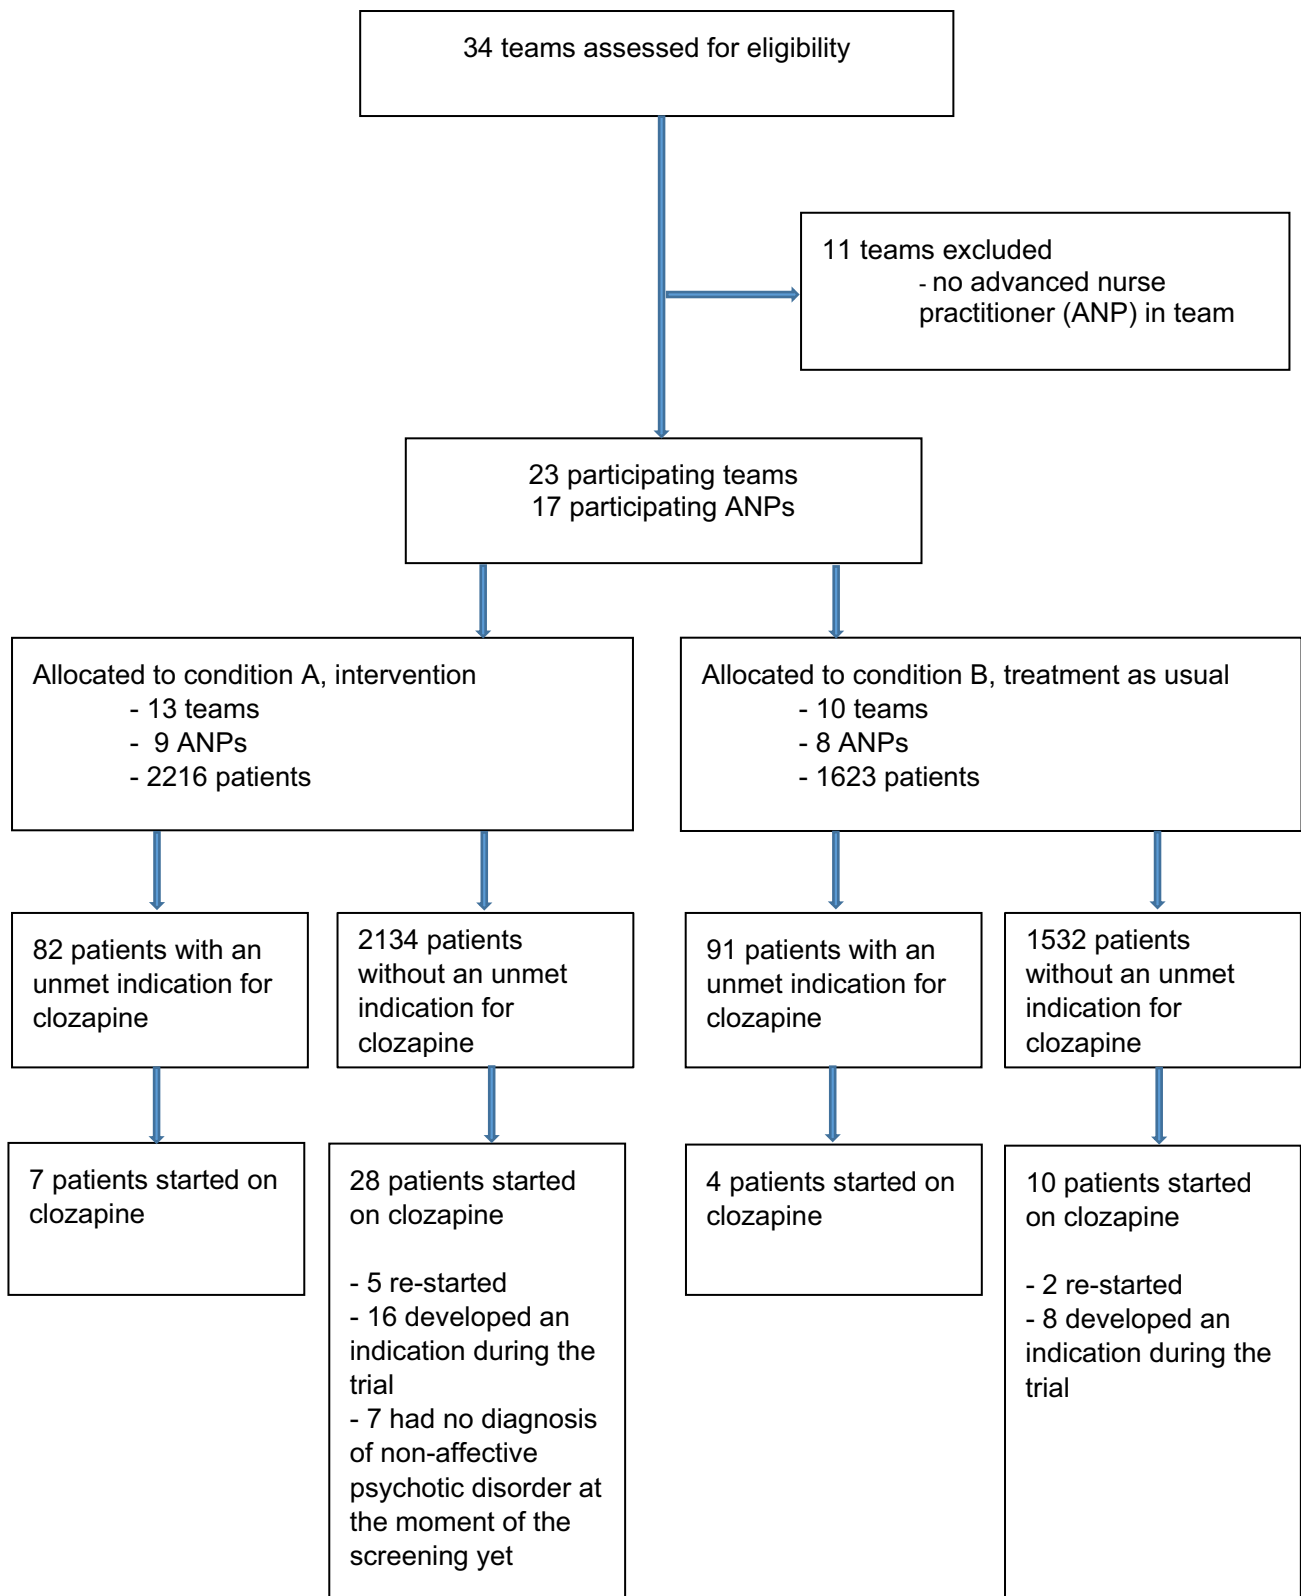 34 teams assessed for eligibility
11 teams excluded
- no advanced nurse
practitioner (ANP) in team
23 participating teams
17 participating ANPs
Allocated to condition A, intervention
- 13 teams
- 9 ANPs
- 2216 patients
Allocated to condition B, treatment as usual
- 10 teams
- 8 ANPs
- 1623 patients
82 patients with an
unmet indication for
clozapine
2134 patients
without an unmet
indication for
clozapine
91 patients with an
unmet indication for
clozapine
1532 patients
without an unmet
indication for
clozapine
7 patients started on
clozapine
28 patients started
on clozapine
- 5 re-started
- 16 developed an
indication during the
trial
- 7 had no diagnosis
of non-affective
psychotic disorder at
the moment of the
screening yet
4 patients started on
clozapine
10 patients started
on clozapine
- 2 re-started
- 8 developed an
indication during the
trial